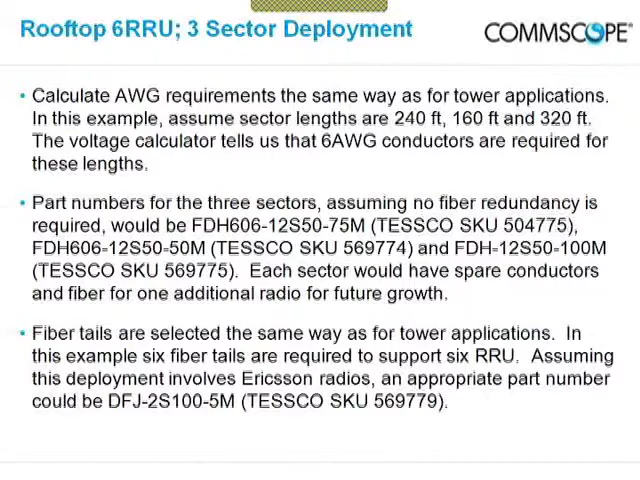 Rooftop 6RRU; 3 Sector Deployment
COMMSCOPE®
• Calculate AWG requirements the same way as for tower applications.
In this example, assume sector lengths are 240 ft, 160 ft and 320 ft.
The voltage calculator tells us that 6AWG conductors are required for
these lengths.
• Part numbers for the three sectors, assuming no fiber redundancy is
required, would be FDH606-12S50-75M (TESSCO SKU 504775),
FDH606-12S50-50M (TESSCO SKU 569774) and FDH-12S50-100M
(TESSCO SKU 569775). Each sector would have spare conductors
and fiber for one additional radio for future growth.
• Fiber tails are selected the same way as for tower applications. In
this example six fiber tails are required to support six RRU. Assuming
this deployment involves Ericsson radios, an appropriate part number
could be DFJ-2S100-5M (TESSCO SKU 569779).